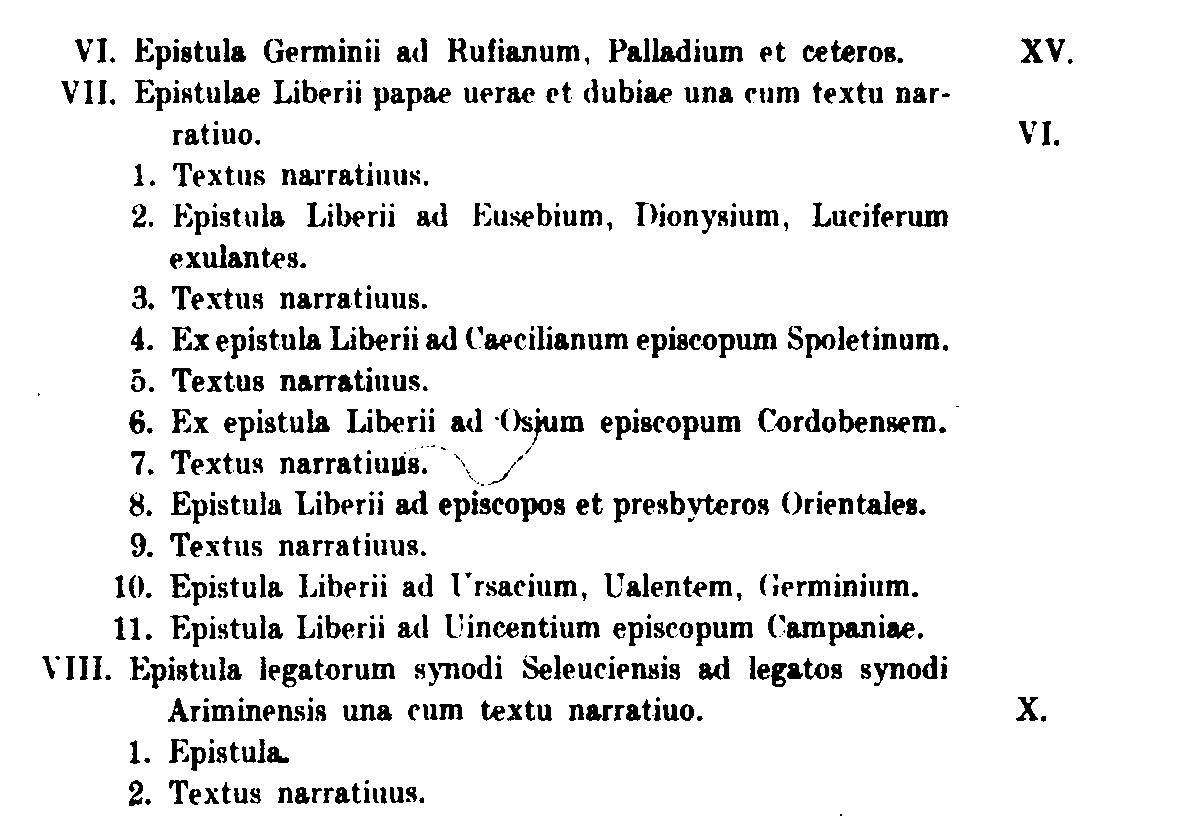 VI. Epistula Germinii ad Rufianum, Palladium et ceteros. XV.
VII. Epistulae Liberii papae uerae et dubiae una cum textu nar-
ratiuo. VI.
1. Textus narratiuus.
2. Epistula Liberii ad Eusebium, Dionysium, Luciferum
exulantes.
3. Textus narratiuus.
4. Ex epistula Liberii ad Caecilianum episcopum Spoletinum.
5. Textus narratiuus.
6. Ex epistula Liberii ad Osium episcopum Cordobensem.
7. Textus narratiuus.
8. Epistula Liberii ad episcopos et presbyteros Orientales.
9. Textus narratiuus.
10. Epistula Liberii ad Ursacium, Ualentem, Germinium.
11. Epistula Liberii ad Uincentium episcopum Campaniae.
VIII. Epistula legatorum synodi Seleuciensis ad legatos synodi
Ariminensis una cum textu narratiuo. X.
1. Epistula.
2. Textus narratiuus.